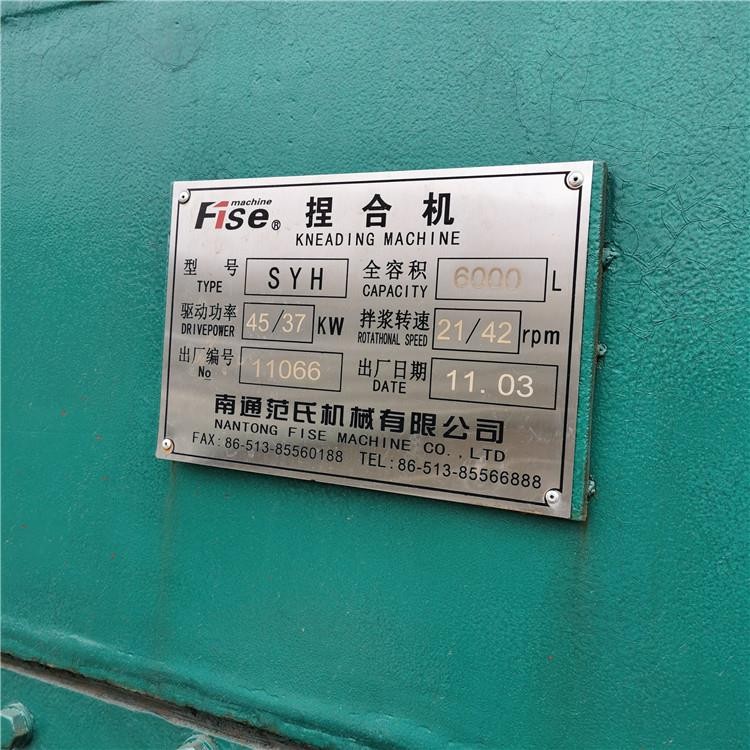 machine
Fise® 捏合机
KNEADING MACHINE
型号 TYPE SYH 全容积 CAPACITY 6000 L
驱动功率 DRIVEPOWER 45/37 KW 拌浆转速 ROTATHONAL SPEED 21/42 rpm
出厂编号 No 11066 出厂日期 DATE 11.03
南通范氏机械有限公司
NANTONG FISE MACHINE CO.,LTD
FAX:86-513-85560188 TEL:86-513-85566888